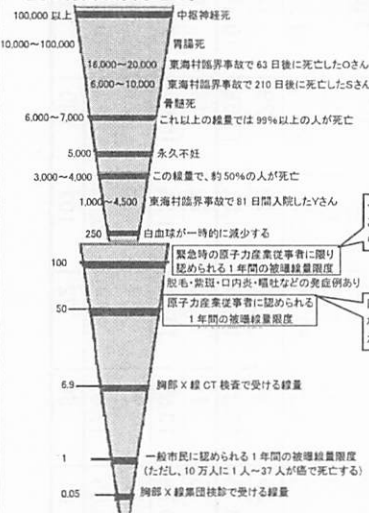 100,000 以上 中枢神経死
10,000～100,000 胃腸死
16,000～20,000 東海村臨界事故で 63 日後に死亡したOさん
6,000～10,000 東海村臨界事故で 210 日後に死亡したSさん
骨髄死
6,000～7,000 これ以上の線量では 99%以上の人が死亡
5,000 永久不妊
3,000～4,000 この線量で、約 50%の人が死亡
1,000～4,500 東海村臨界事故で 81 日間入院したYさん
250 白血球が一時的に減少する
緊急時の原子力産業従事者に限り
100 認められる 1 年間の被曝線量限度
脱毛・紫斑・口内炎・嘔吐などの発症例あり
50 原子力産業従事者に認められる
1 年間の被曝線量限度
6.9 胸部 X 線 CT 検査で受ける線量
1 一般市民に認められる 1 年間の被曝線量限度
(ただし、10 万人に 1 人～37 人が癌で死亡する)
0.05 胸部 X 線集団検診で受ける線量